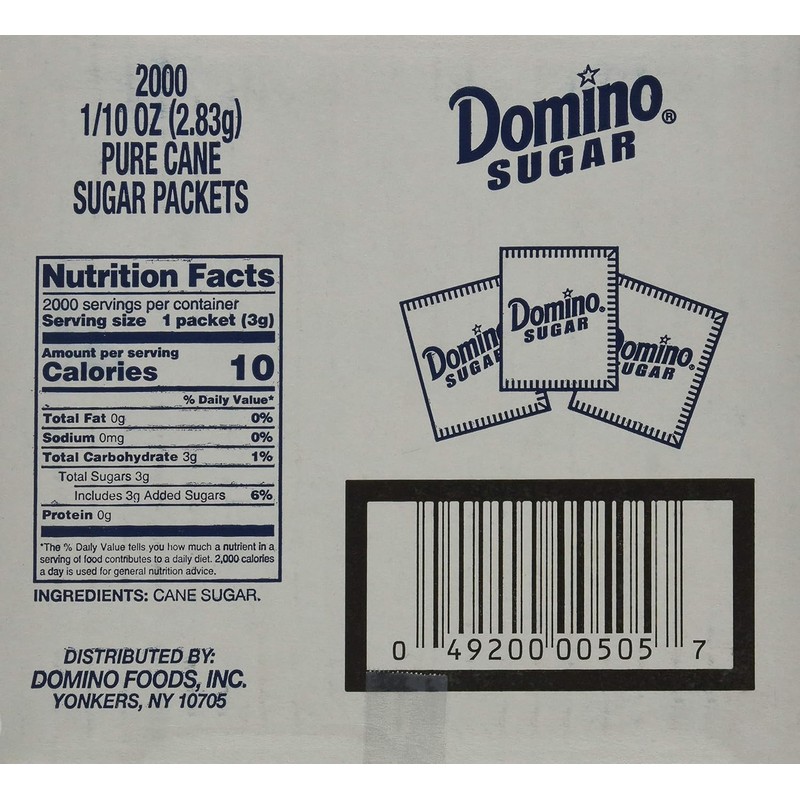 2000
1/10 OZ (2.83g)
PURE CANE
SUGAR PACKETS
Domino®
SUGAR
Nutrition Facts
2000 servings per container
Serving size 1 packet (3g)
Amount per serving
Calories 10
% Daily Value*
Total Fat 0g 0%
Sodium 0mg 0%
Total Carbohydrate 3g 1%
Total Sugars 3g
Includes 3g Added Sugars 6%
Protein 0g
*The % Daily Value tells you how much a nutrient in a
serving of food contributes to a daily diet. 2,000 calories
a day is used for general nutrition advice.
INGREDIENTS: CANE SUGAR.
DISTRIBUTED BY:
DOMINO FOODS, INC.
YONKERS, NY 10705
Domin
SUGA
Domino®
SUGAR
omino®
UGAR
0 49200 00505 7